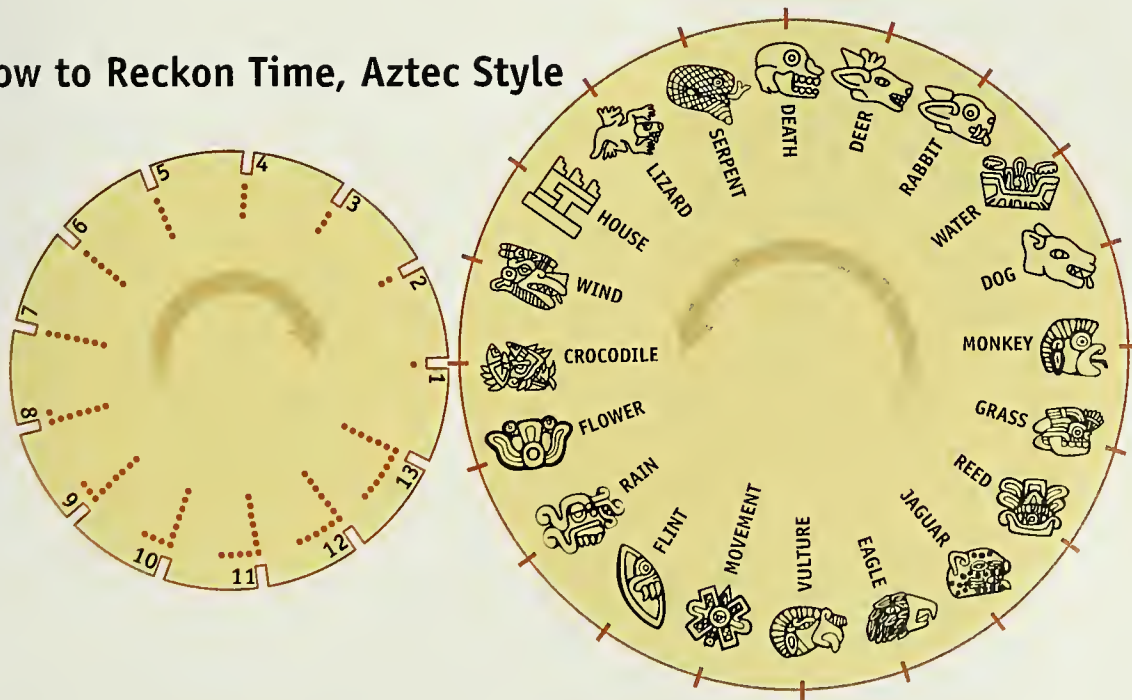 ow to Reckon Time, Aztec Style
1
2
3
4
5
6
7
8
9
10
11
12
13
CROCODILE
WIND
HOUSE
LIZARD
SERPENT
DEATH
DEER
RABBIT
WATER
DOG
MONKEY
GRASS
REED
JAGUAR
EAGLE
VULTURE
MOVEMENT
FLINT
RAIN
FLOWER